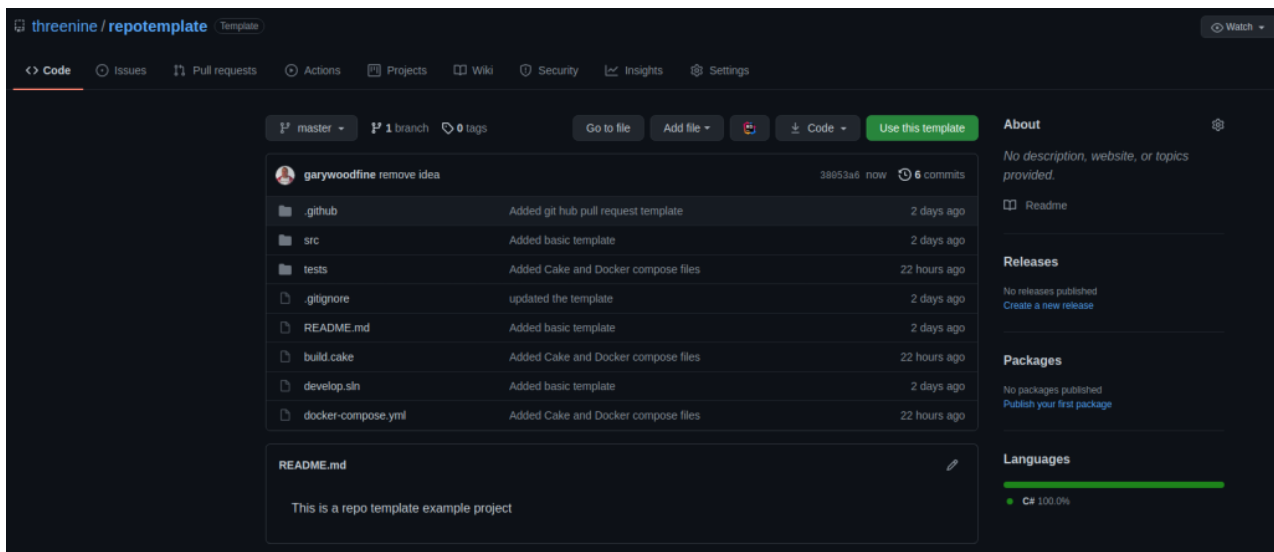 threenine / repotemplate Template
Watch
Code Issues Pull requests Actions Projects Wiki Security Insights Settings
master 1 branch 0 tags Go to file Add file Code Use this template
garywoodfine remove idea 38053a6 now 6 commits
.github Added git hub pull request template 2 days ago
src Added basic template 2 days ago
tests Added Cake and Docker compose files 22 hours ago
.gitignore updated the template 2 days ago
README.md Added basic template 2 days ago
build.cake Added Cake and Docker compose files 22 hours ago
develop.sln Added basic template 2 days ago
docker-compose.yml Added Cake and Docker compose files 22 hours ago
README.md
This is a repo template example project
About
No description, website, or topics
provided.
Readme
Releases
No releases published
Create a new release
Packages
No packages published
Publish your first package
Languages
C# 100.0%